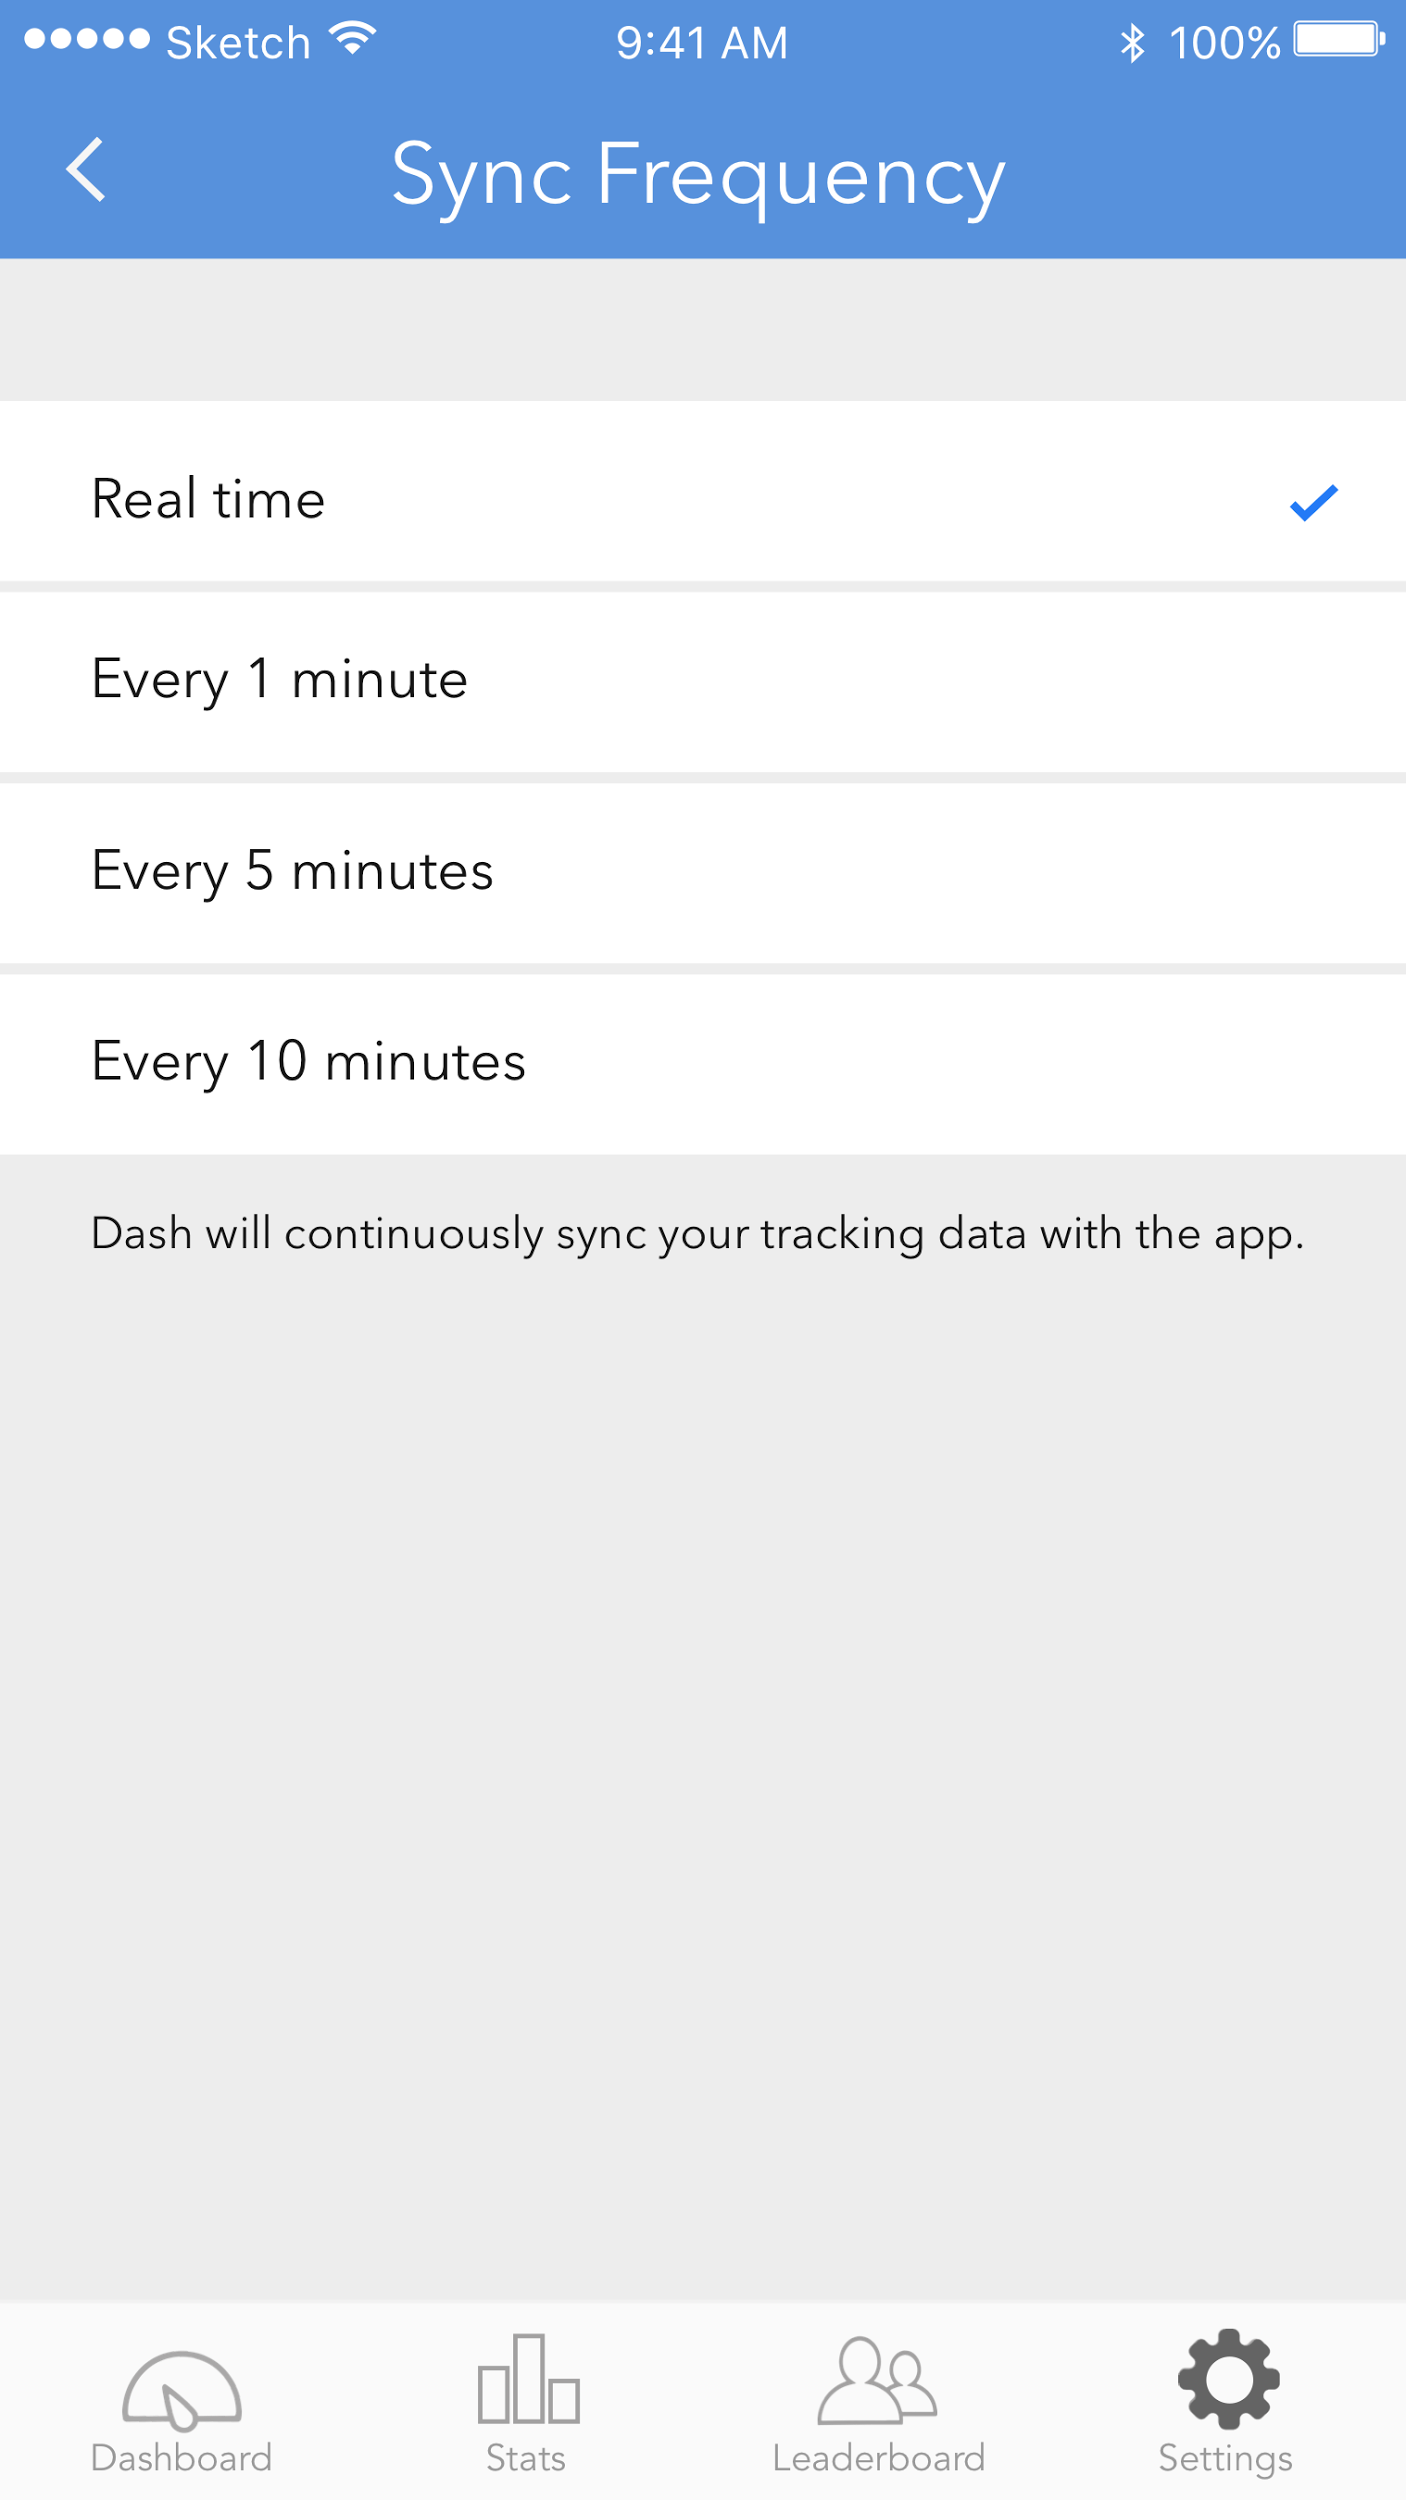 Sketch 9:41 AM 100%
Sync Frequency
Real time
Every 1 minute
Every 5 minutes
Every 10 minutes
Dash will continuously sync your tracking data with the app.
Dashboard Stats Leaderboard Settings